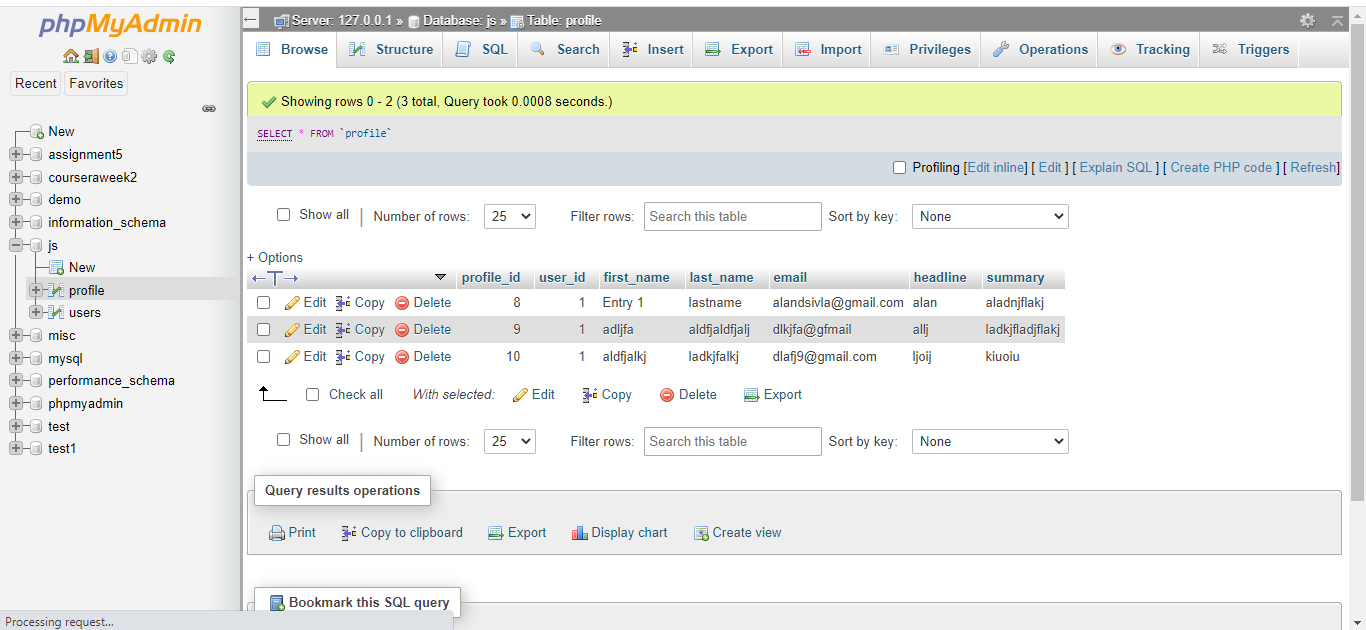 phpMyAdmin
Recent Favorites
New
assignment5
courseraweek2
demo
information_schema
js
New
profile
users
misc
mysql
performance_schema
phpmyadmin
test
test1
Processing request...
Server: 127.0.0.1 » Database: js » Table: profile
Browse Structure SQL Search Insert Export Import Privileges Operations Tracking Triggers
Showing rows 0 - 2 (3 total, Query took 0.0008 seconds.)
SELECT * FROM `profile`
Profiling [Edit inline] [ Edit ] [ Explain SQL ] [ Create PHP code ] [ Refresh]
Show all | Number of rows: 25 Filter rows: Search this table Sort by key: None
+ Options
←T→ profile_id user_id first_name last_name email headline summary
Edit Copy Delete 8 1 Entry 1 lastname alandsivla@gmail.com alan aladnjflakj
Edit Copy Delete 9 1 adljfa aldfjaldfjalj dlkjfa@gfmail allj ladkjfladjflakj
Edit Copy Delete 10 1 aldfjalkj ladkjfalkj dlafj9@gmail.com ljoij kiuoiu
Check all With selected: Edit Copy Delete Export
Show all | Number of rows: 25 Filter rows: Search this table Sort by key: None
Query results operations
Print Copy to clipboard Export Display chart Create view
Bookmark this SQL query